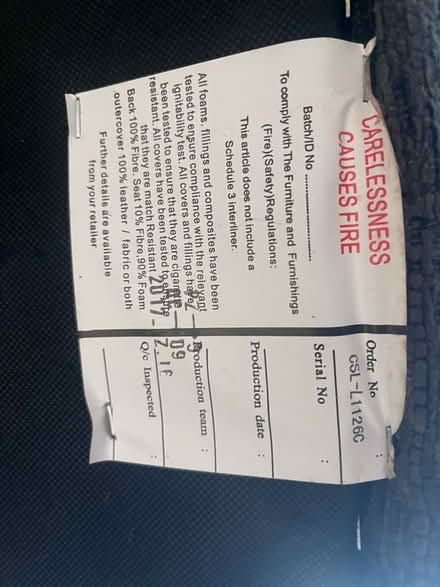 CARELESSNESS
CAUSES FIRE
Batch/ID No
To comply with The Furniture and Furnishings
(Fire)(Safety)Regulations:
This article does not include a
Schedule 3 interliner.
All foams, fillings and composites have been
tested to ensure compliance with the relevant
ignitability test. All covers and fillings have
been tested to ensure that they are cigarette
resistant. All covers have been tested to ensure
that they are match Resistant
Back 100% Fibre. Seat 10% Fibre,90% Foam
outercover 100% leather / fabric or both
Further details are available
from your retailer
Order No :
CSL-L1126C
Serial No :
Production date :
Production team :
Q/c Inspected :
2017-
09